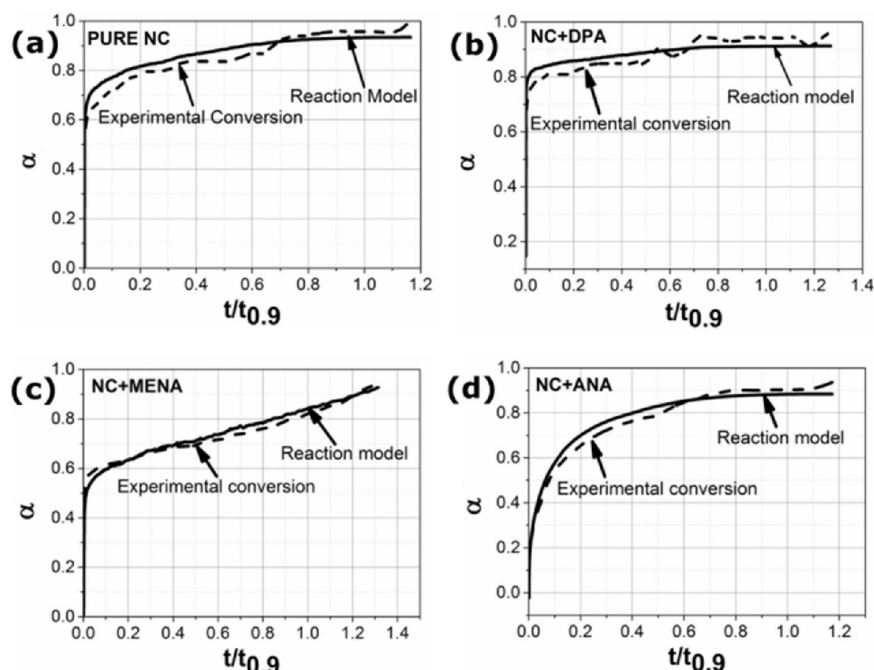 (a)
PURE NC
1.0
0.8
0.6
0.4
0.2
0.0
α
Experimental Conversion
Reaction Model
0.0 0.2 0.4 0.6 0.8 1.0 1.2
t/t0.9
(b)
NC+DPA
1.0
0.8
0.6
0.4
0.2
α
Experimental conversion
Reaction model
0.0 0.2 0.4 0.6 0.8 1.0 1.2 1.4
t/t0.9
(c)
NC+MENA
1.0
0.8
0.6
0.4
0.2
0.0
α
Reaction model
Experimental conversion
0.0 0.2 0.4 0.6 0.8 1.0 1.2 1.4
t/t0.9
(d)
NC+ANA
1.0
0.8
0.6
0.4
0.2
0.0
α
Reaction model
Experimental conversion
0.0 0.2 0.4 0.6 0.8 1.0 1.2 1.4
t/t0.9